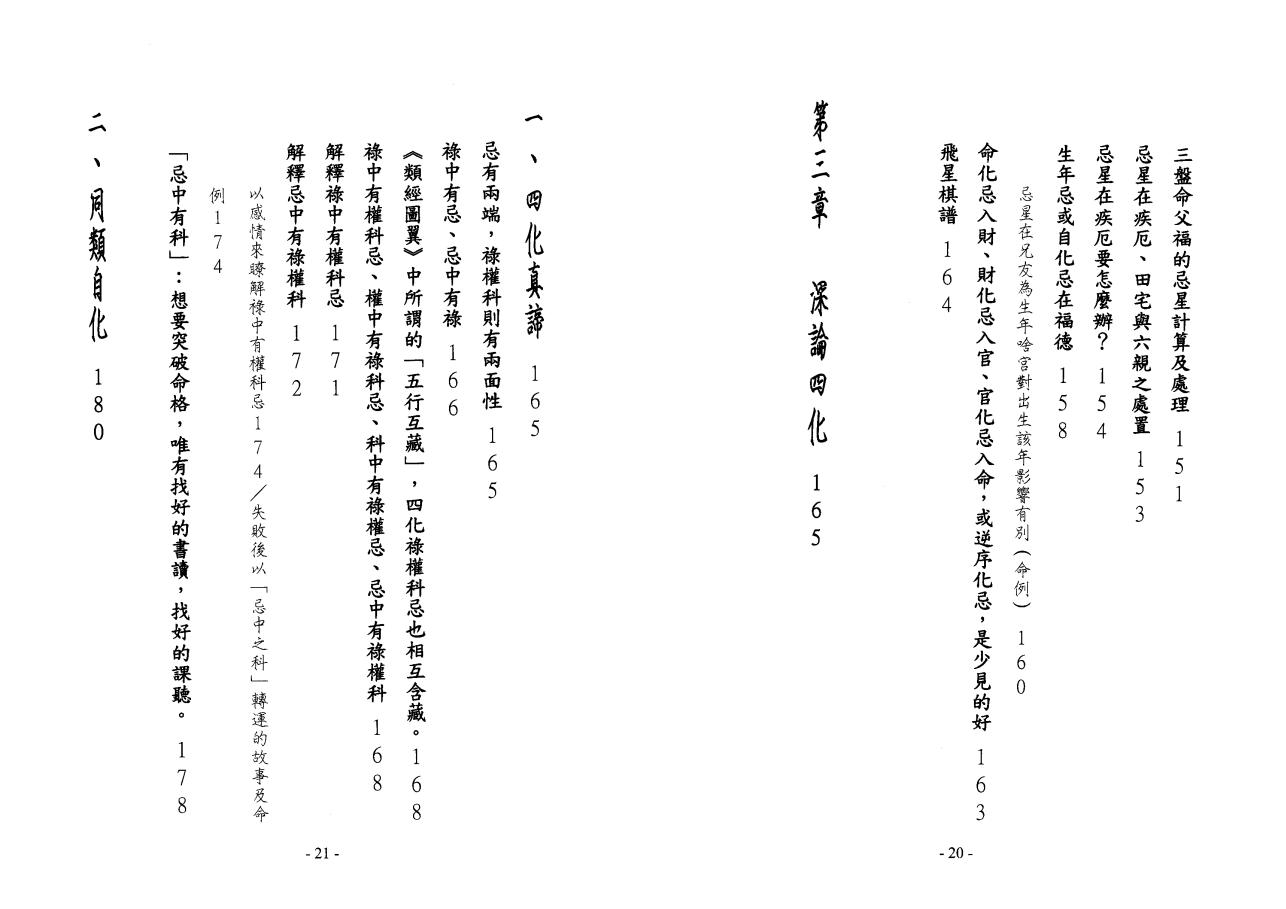 三盤命父福的忌星計算及處理 151
忌星在疾厄、田宅與六親之處置 153
忌星在疾厄要怎麼辦？154
生年忌或自化忌在福德 158
忌星在兄友為生年啥宮對出生該年影響有別(命例) 160
命化忌入財、財化忌入官、官化忌入命，或逆序化忌，是少見的好 163
飛星棋譜 164
第三章 深論四化 165
- 20 -
一、四化真諦 165
忌有兩端，祿權科則有兩面性 165
祿中有忌、忌中有祿 166
《類經圖翼》中所謂的「五行互藏」，四化祿權科忌也相互含藏。168
祿中有權科忌、權中有祿科忌、科中有祿權忌、忌中有祿權科 168
解釋祿中有權科忌 171
解釋忌中有祿權科 172
以感情來瞭解祿中有權科忌174／失敗後以「忌中之科」轉運的故事及命
例174
「忌中有科」：想要突破命格，唯有找好的書讀，找好的課聽。178
二、同類自化 180
- 21 -